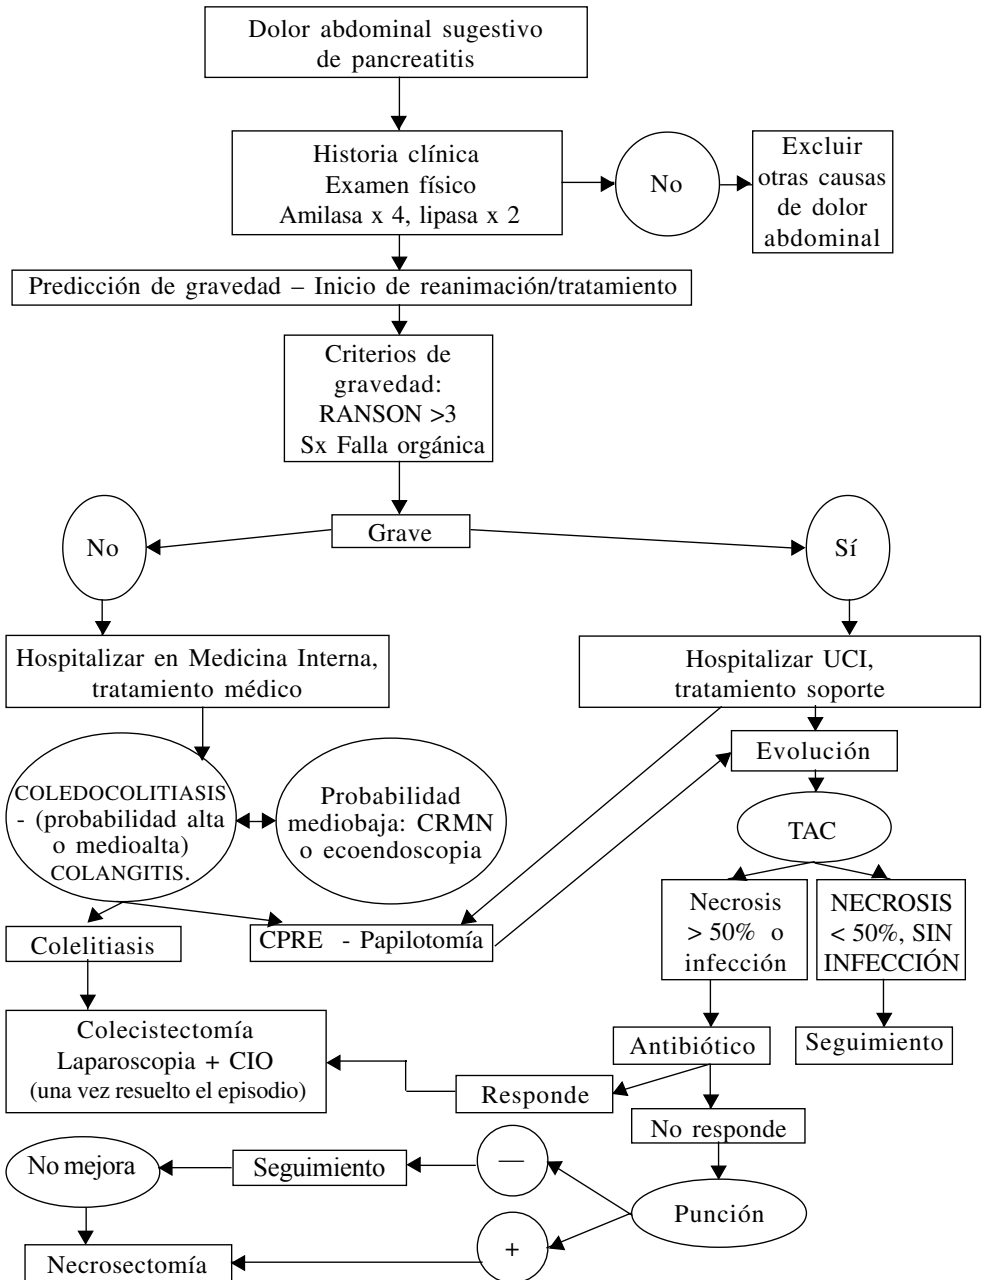 Dolor abdominal sugestivo
de pancreatitis
Historia clínica
Examen físico
Amilasa x 4, lipasa x 2
No
Excluir
otras causas
de dolor
abdominal
Predicción de gravedad – Inicio de reanimación/tratamiento
Criterios de
gravedad:
RANSON >3
Sx Falla orgánica
Grave
No
Sí
Hospitalizar en Medicina Interna,
tratamiento médico
Hospitalizar UCI,
tratamiento soporte
COLEDOCOLITIASIS
- (probabilidad alta
o medioalta)
COLANGITIS.
Probabilidad
mediobaja: CRMN
o ecoendoscopia
Evolución
TAC
Colelitiasis
CPRE - Papilotomía
Necrosis
> 50% o
infección
NECROSIS
< 50%, SIN
INFECCIÓN
Colecistectomía
Laparoscopia + CIO
(una vez resuelto el episodio)
Antibiótico
Seguimiento
Responde
No responde
No mejora
Seguimiento
—
Punción
+
Necrosectomía